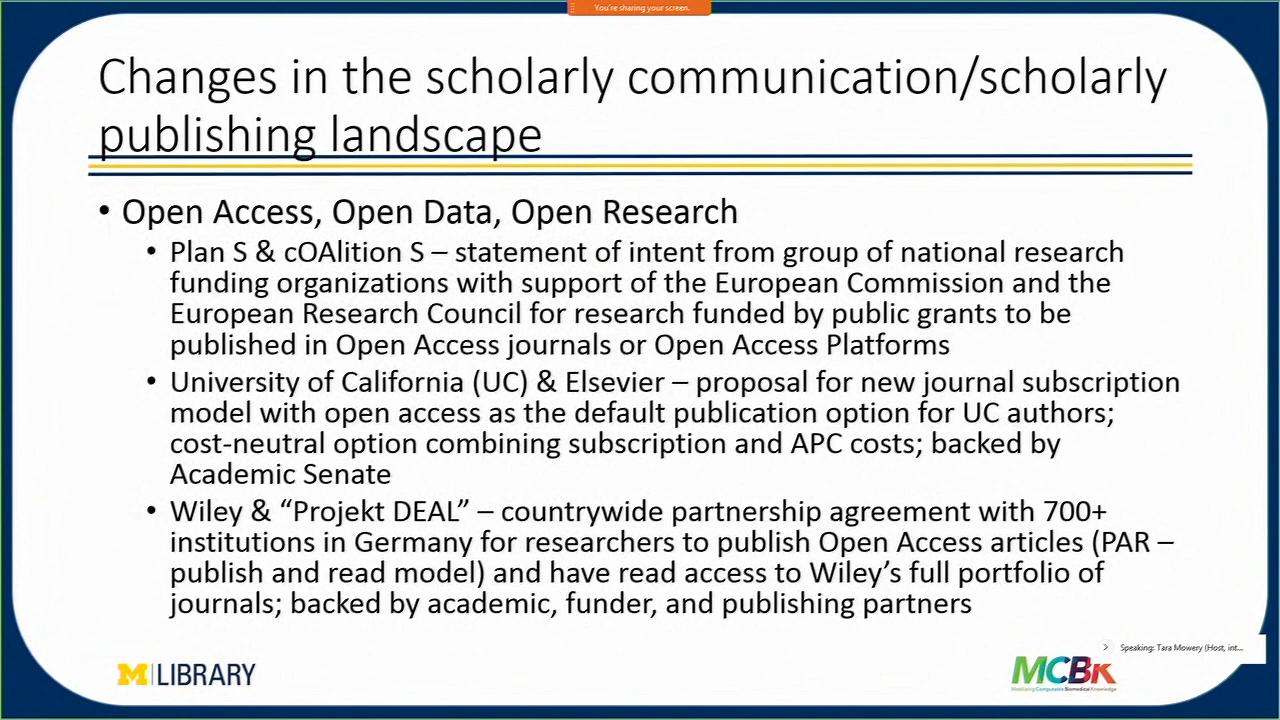 You're sharing your screen.
Changes in the scholarly communication/scholarly
publishing landscape
• Open Access, Open Data, Open Research
• Plan S & cOAlition S – statement of intent from group of national research
funding organizations with support of the European Commission and the
European Research Council for research funded by public grants to be
published in Open Access journals or Open Access Platforms
• University of California (UC) & Elsevier – proposal for new journal subscription
model with open access as the default publication option for UC authors;
cost-neutral option combining subscription and APC costs; backed by
Academic Senate
• Wiley & “Projekt DEAL” – countrywide partnership agreement with 700+
institutions in Germany for researchers to publish Open Access articles (PAR –
publish and read model) and have read access to Wiley’s full portfolio of
journals; backed by academic, funder, and publishing partners
Speaking: Tara Mowery (Host, int...
M LIBRARY
MCBK
Mobilizing Computable Biomedical Knowledge